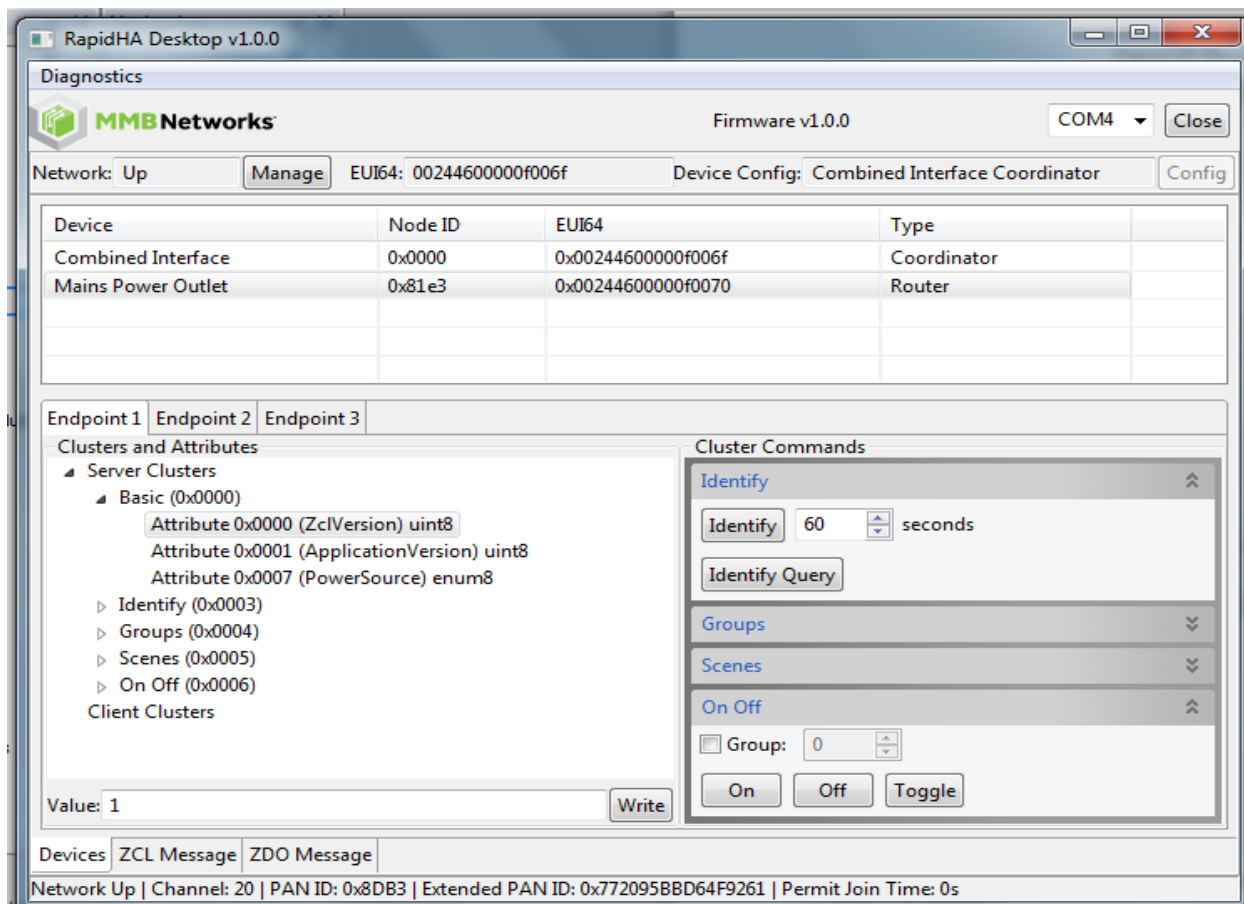 RapidHA Desktop v1.0.0
Diagnostics
MMBNetworks Firmware v1.0.0 COM4 Close
Network: Up Manage EUI64: 00244600000f006f Device Config: Combined Interface Coordinator Config
Device Node ID EUI64 Type
Combined Interface 0x0000 0x00244600000f006f Coordinator
Mains Power Outlet 0x81e3 0x00244600000f0070 Router
Endpoint 1 Endpoint 2 Endpoint 3
Clusters and Attributes
Server Clusters
Basic (0x0000)
Attribute 0x0000 (ZclVersion) uint8
Attribute 0x0001 (ApplicationVersion) uint8
Attribute 0x0007 (PowerSource) enum8
Identify (0x0003)
Groups (0x0004)
Scenes (0x0005)
On Off (0x0006)
Client Clusters
Value: 1 Write
Cluster Commands
Identify
Identify 60 seconds
Identify Query
Groups
Scenes
On Off
Group: 0
On Off Toggle
Devices ZCL Message ZDO Message
Network Up | Channel: 20 | PAN ID: 0x8DB3 | Extended PAN ID: 0x772095BBD64F9261 | Permit Join Time: 0s